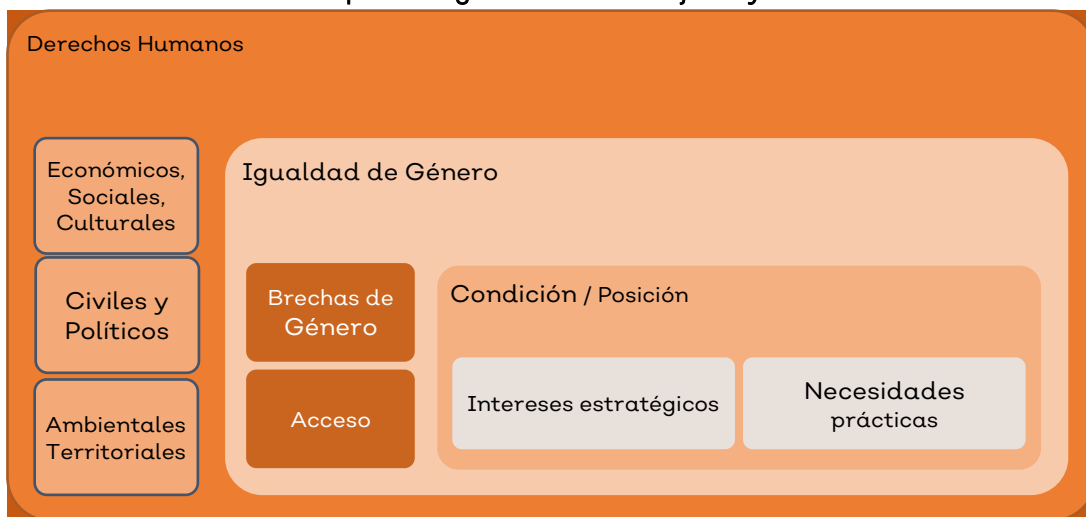 Derechos Humanos
Económicos,
Sociales,
Culturales
Civiles y
Políticos
Ambientales
Territoriales
Igualdad de Género
Brechas de
Género
Acceso
Condición / Posición
Intereses estratégicos
Necesidades
prácticas